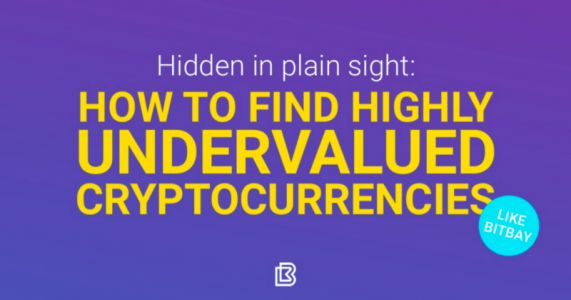 Hidden in plain sight:
HOW TO FIND HIGHLY
UNDERVALUED
CRYPTOCURRENCIES
LIKE
BITBAY